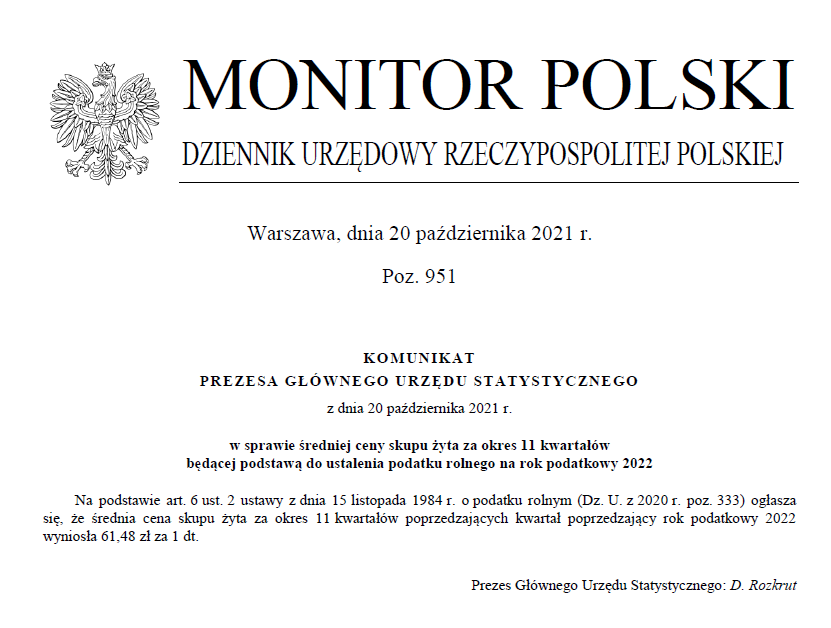 MONITOR POLSKI
DZIENNIK URZĘDOWY RZECZYPOSPOLITEJ POLSKIEJ
Warszawa, dnia 20 października 2021 r.
Poz. 951
KOMUNIKAT
PREZESA GŁÓWNEGO URZĘDU STATYSTYCZNEGO
z dnia 20 października 2021 r.
w sprawie średniej ceny skupu żyta za okres 11 kwartałów
będącej podstawą do ustalenia podatku rolnego na rok podatkowy 2022
Na podstawie art. 6 ust. 2 ustawy z dnia 15 listopada 1984 r. o podatku rolnym (Dz. U. z 2020 r. poz. 333) ogłasza
się, że średnia cena skupu żyta za okres 11 kwartałów poprzedzających kwartał poprzedzający rok podatkowy 2022
wyniosła 61,48 zł za 1 dt.
Prezes Głównego Urzędu Statystycznego: D. Rozkrut